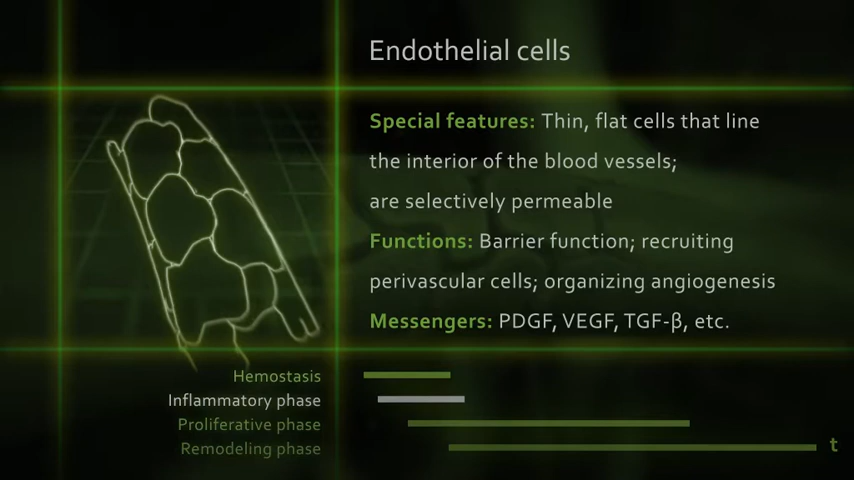 Endothelial cells
Special features: Thin, flat cells that line
the interior of the blood vessels;
are selectively permeable
Functions: Barrier function; recruiting
perivascular cells; organizing angiogenesis
Messengers: PDGF, VEGF, TGF-β, etc.
Hemostasis
Inflammatory phase
Proliferative phase
Remodeling phase
t